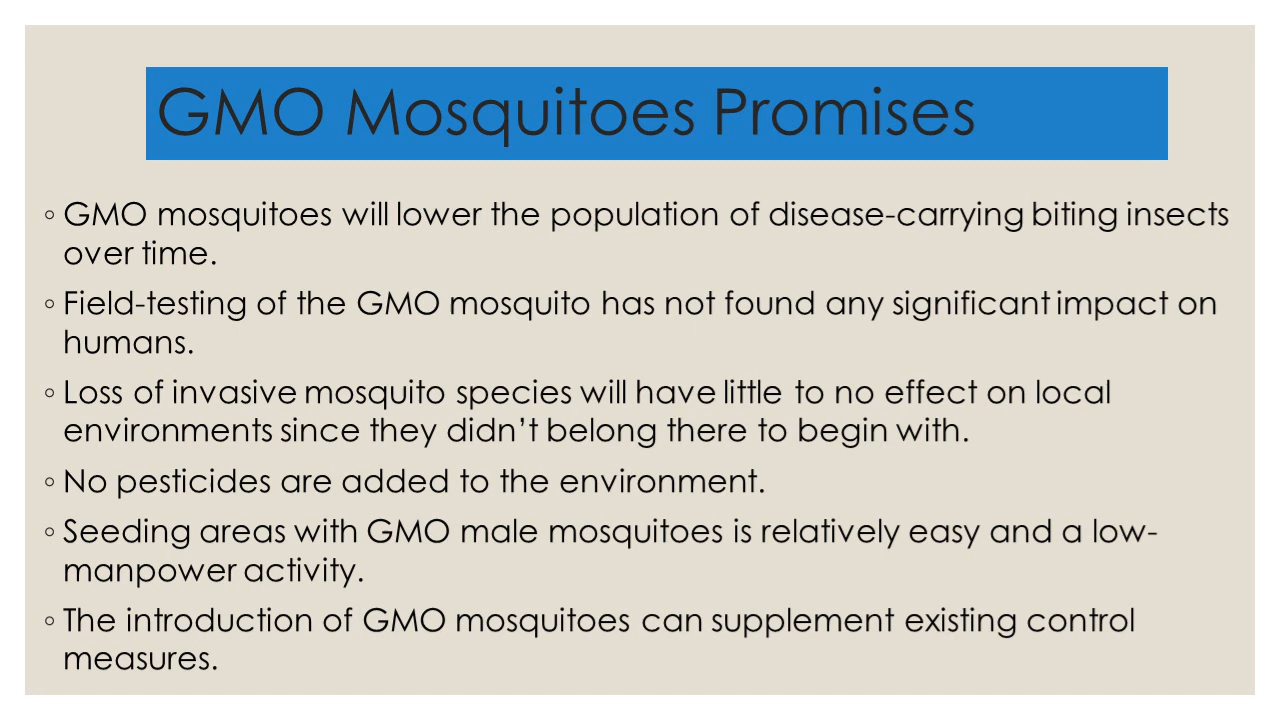 GMO Mosquitoes Promises
◦ GMO mosquitoes will lower the population of disease-carrying biting insects
over time.
◦ Field-testing of the GMO mosquito has not found any significant impact on
humans.
◦ Loss of invasive mosquito species will have little to no effect on local
environments since they didn’t belong there to begin with.
◦ No pesticides are added to the environment.
◦ Seeding areas with GMO male mosquitoes is relatively easy and a low-
manpower activity.
◦ The introduction of GMO mosquitoes can supplement existing control
measures.